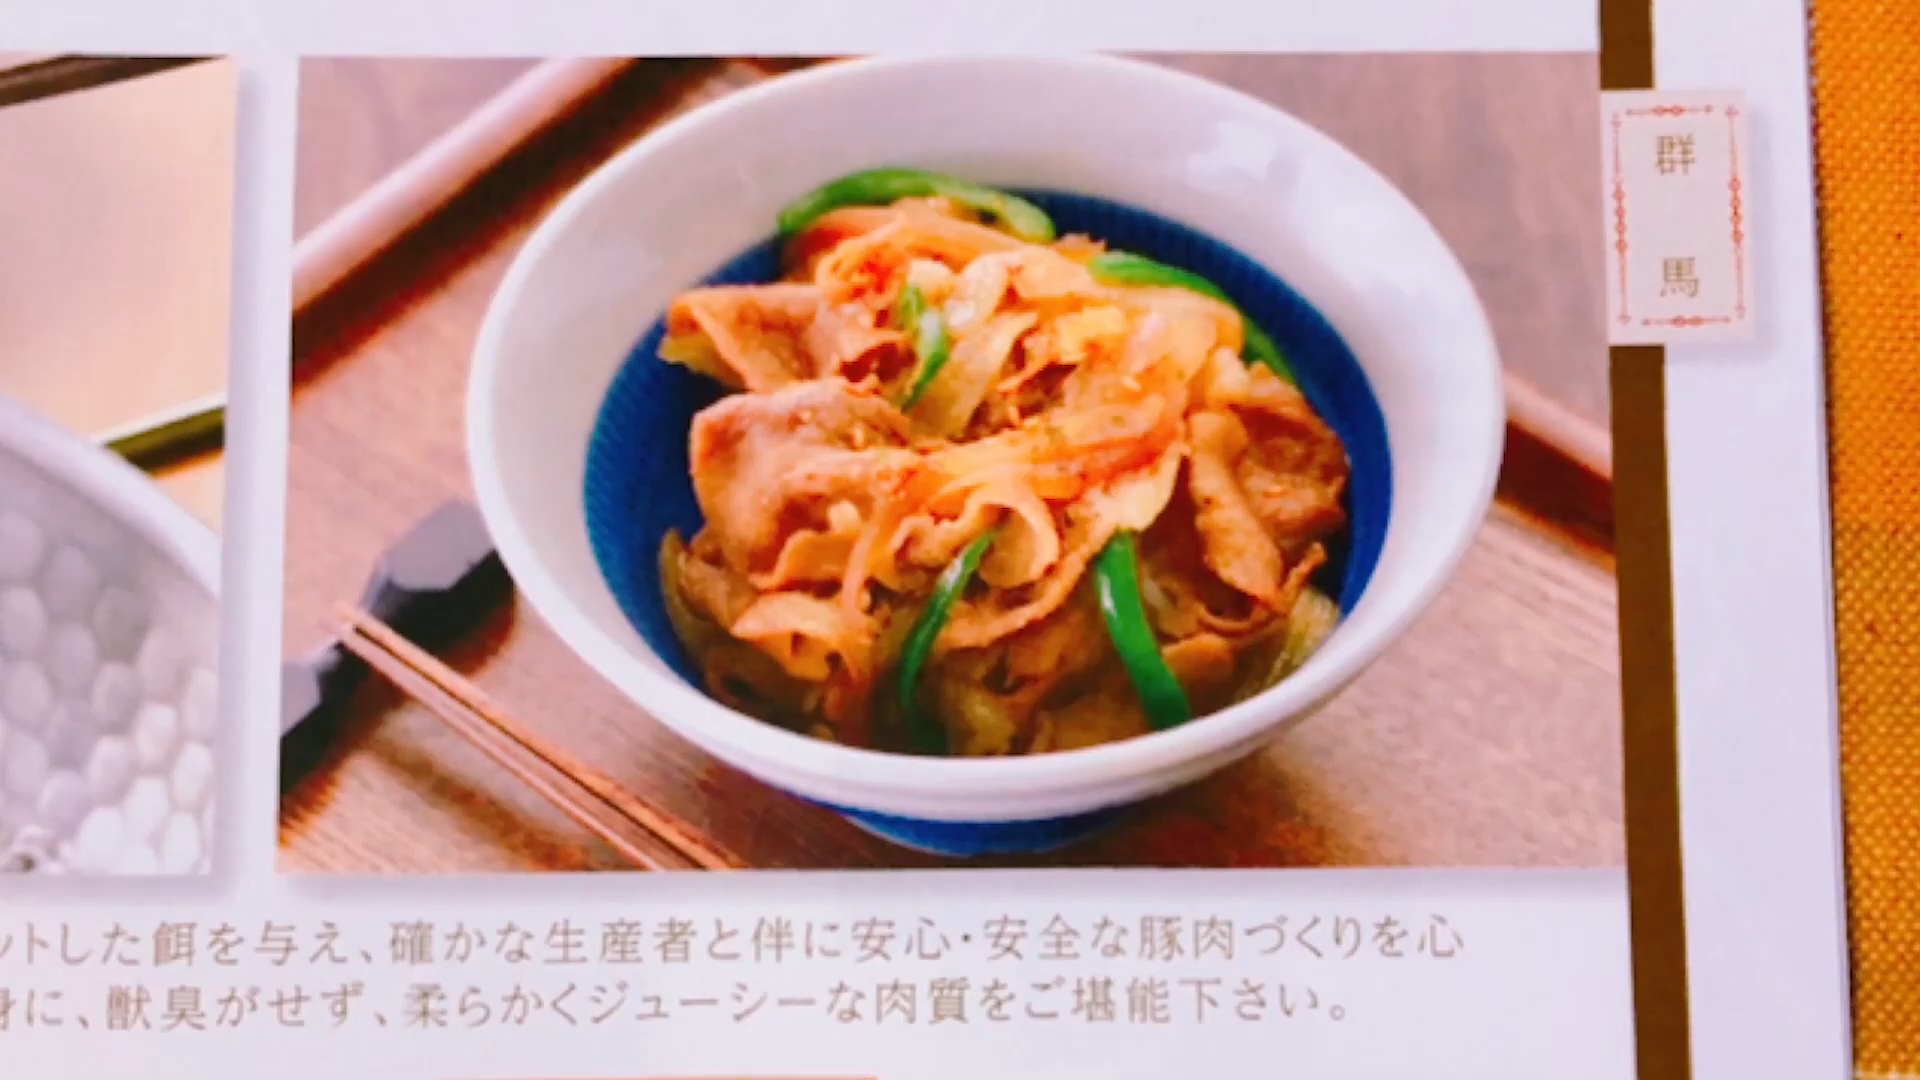 群馬
ットした餌を与え、確かな生産者と伴に安心・安全な豚肉づくりを心
身に、獣臭がせず、柔らかくジューシーな肉質をご堪能下さい。